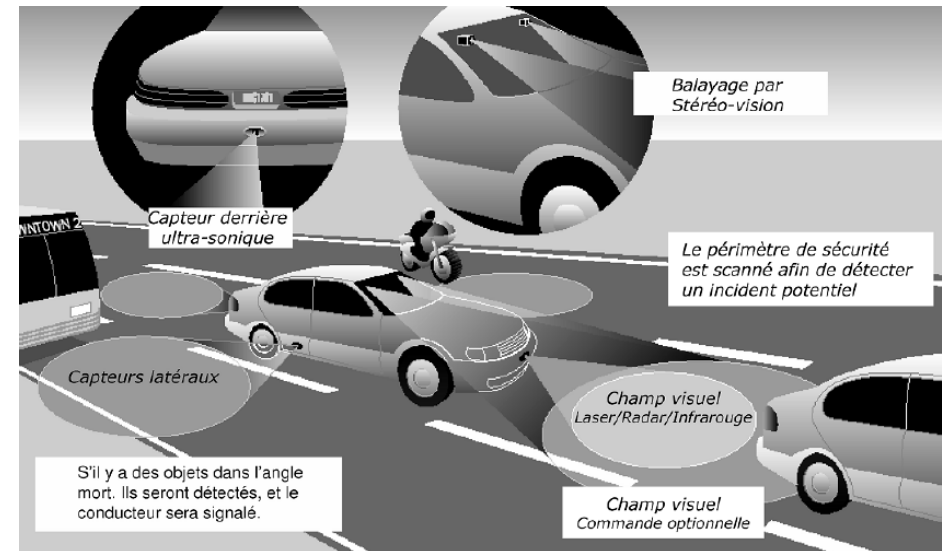 Balayage par
Stéréo-vision
Capteur derrière
ultra-sonique
WNTOWN 2
Le périmètre de sécurité
est scanné afin de détecter
un incident potentiel
Capteurs latéraux
Champ visuel
Laser/Radar/Infrarouge
S'il y a des objets dans l'angle
mort. Ils seront détectés, et le
conducteur sera signalé.
Champ visuel
Commande optionnelle